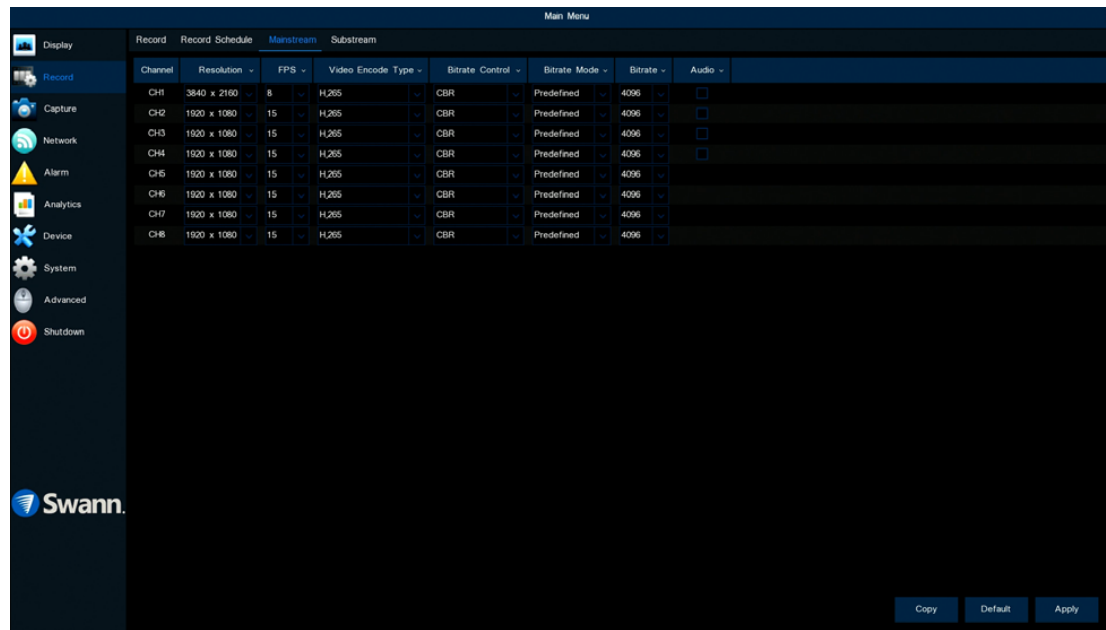 Main Menu
Display
Record
Capture
Network
Alarm
Analytics
Device
System
Advanced
Shutdown
Swann.
Record Record Schedule Mainstream Substream
Channel Resolution FPS Video Encode Type Bitrate Control Bitrate Mode Bitrate Audio
CH1 3840 x 2160 8 H.265 CBR Predefined 4096
CH2 1920 x 1080 15 H.265 CBR Predefined 4096
CH3 1920 x 1080 15 H.265 CBR Predefined 4096
CH4 1920 x 1080 15 H.265 CBR Predefined 4096
CH5 1920 x 1080 15 H.265 CBR Predefined 4096
CH6 1920 x 1080 15 H.265 CBR Predefined 4096
CH7 1920 x 1080 15 H.265 CBR Predefined 4096
CH8 1920 x 1080 15 H.265 CBR Predefined 4096
Copy Default Apply